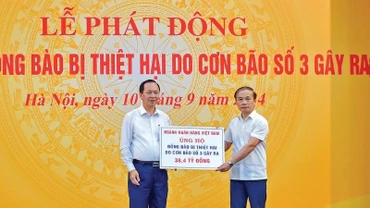 LỄ PHÁT ĐỘNG
ỒNG BÀO BỊ THIỆT HẠI DO CƠN BÃO SỐ 3 GÂY RA
Hà Nội, ngày 10 9
NGÀNH NGÂN HÀNG VIỆT NAM
ỦNG HỘ
ĐỒNG BÀO BỊ THIỆT HẠI
DO CƠN BÃO SỐ 3 GÂY RA
38,4 TỶ ĐỒNG